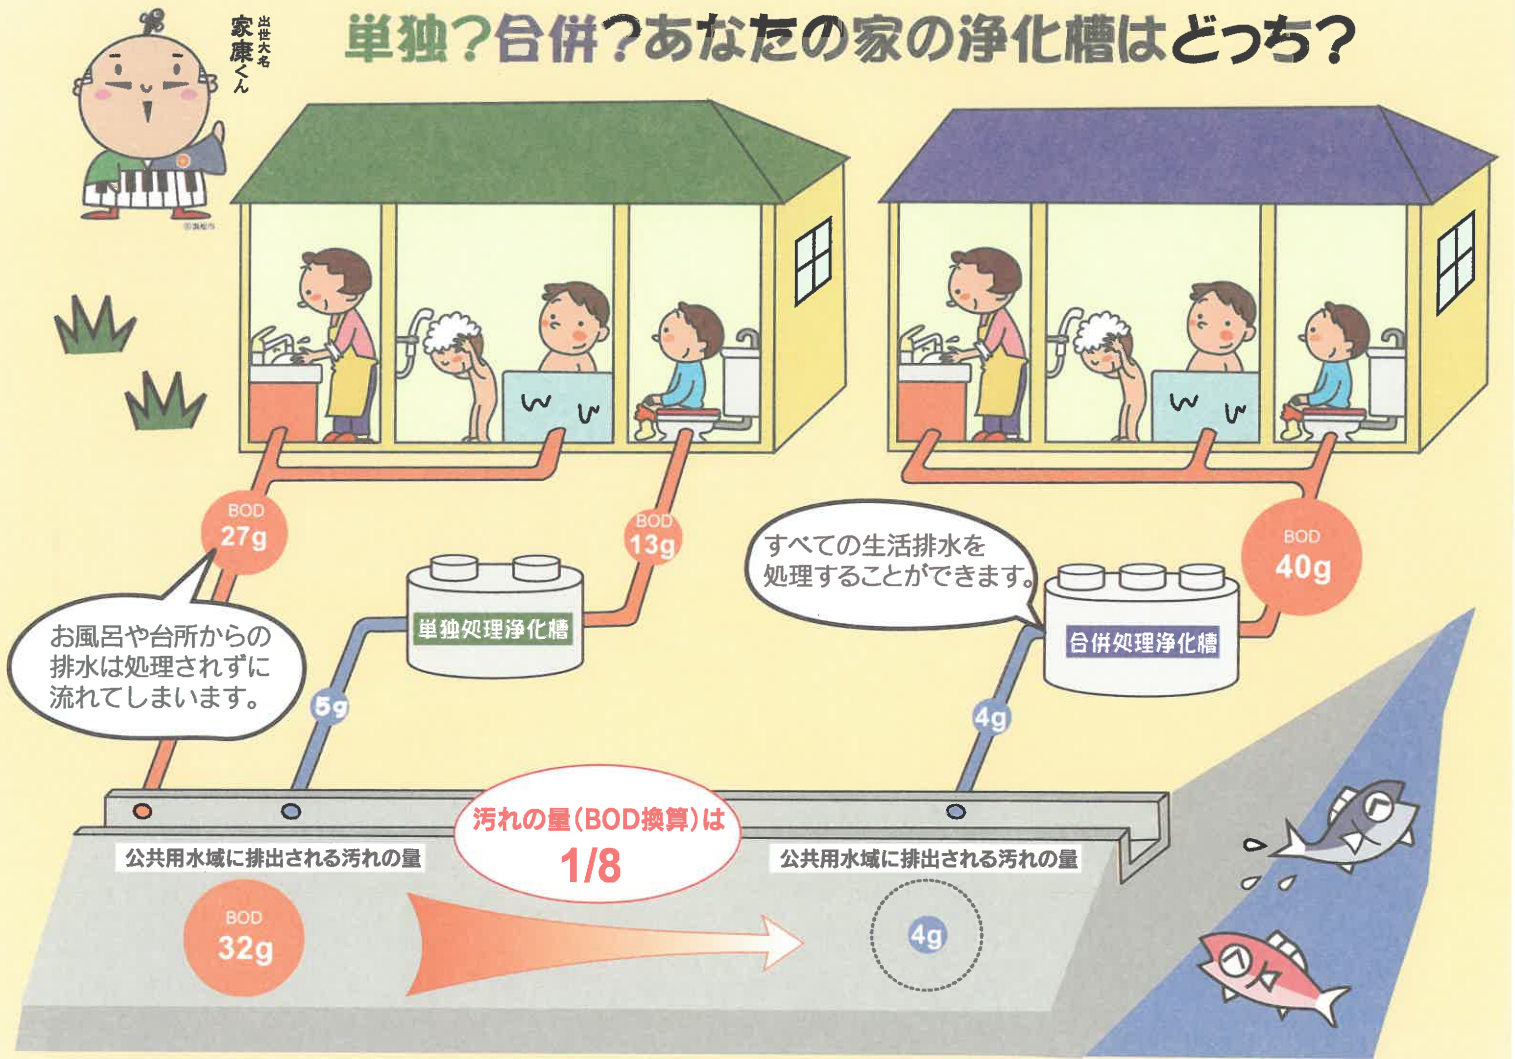 単独？合併？あなたの家の浄化槽はどっち？
出世大名
家康くん
©浜松市
BOD
27g
BOD
13g
お風呂や台所からの
排水は処理されずに
流れてしまいます。
単独処理浄化槽
5g
すべての生活排水を
処理することができます。
BOD
40g
合併処理浄化槽
4g
汚れの量(BOD換算)は
1/8
公共用水域に排出される汚れの量
BOD
32g
公共用水域に排出される汚れの量
4g